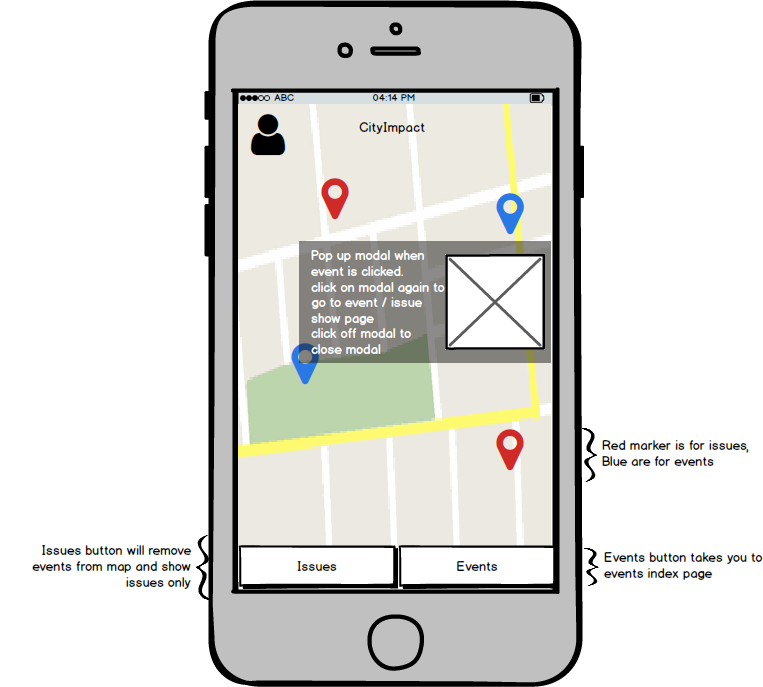 ABC 04:14 PM
CityImpact
Pop up modal when
event is clicked.
click on modal again to
go to event / issue
show page
click off modal to
close modal
Red marker is for issues,
Blue are for events
Issues button will remove
events from map and show
issues only
Issues
Events
Events button takes you to
events index page